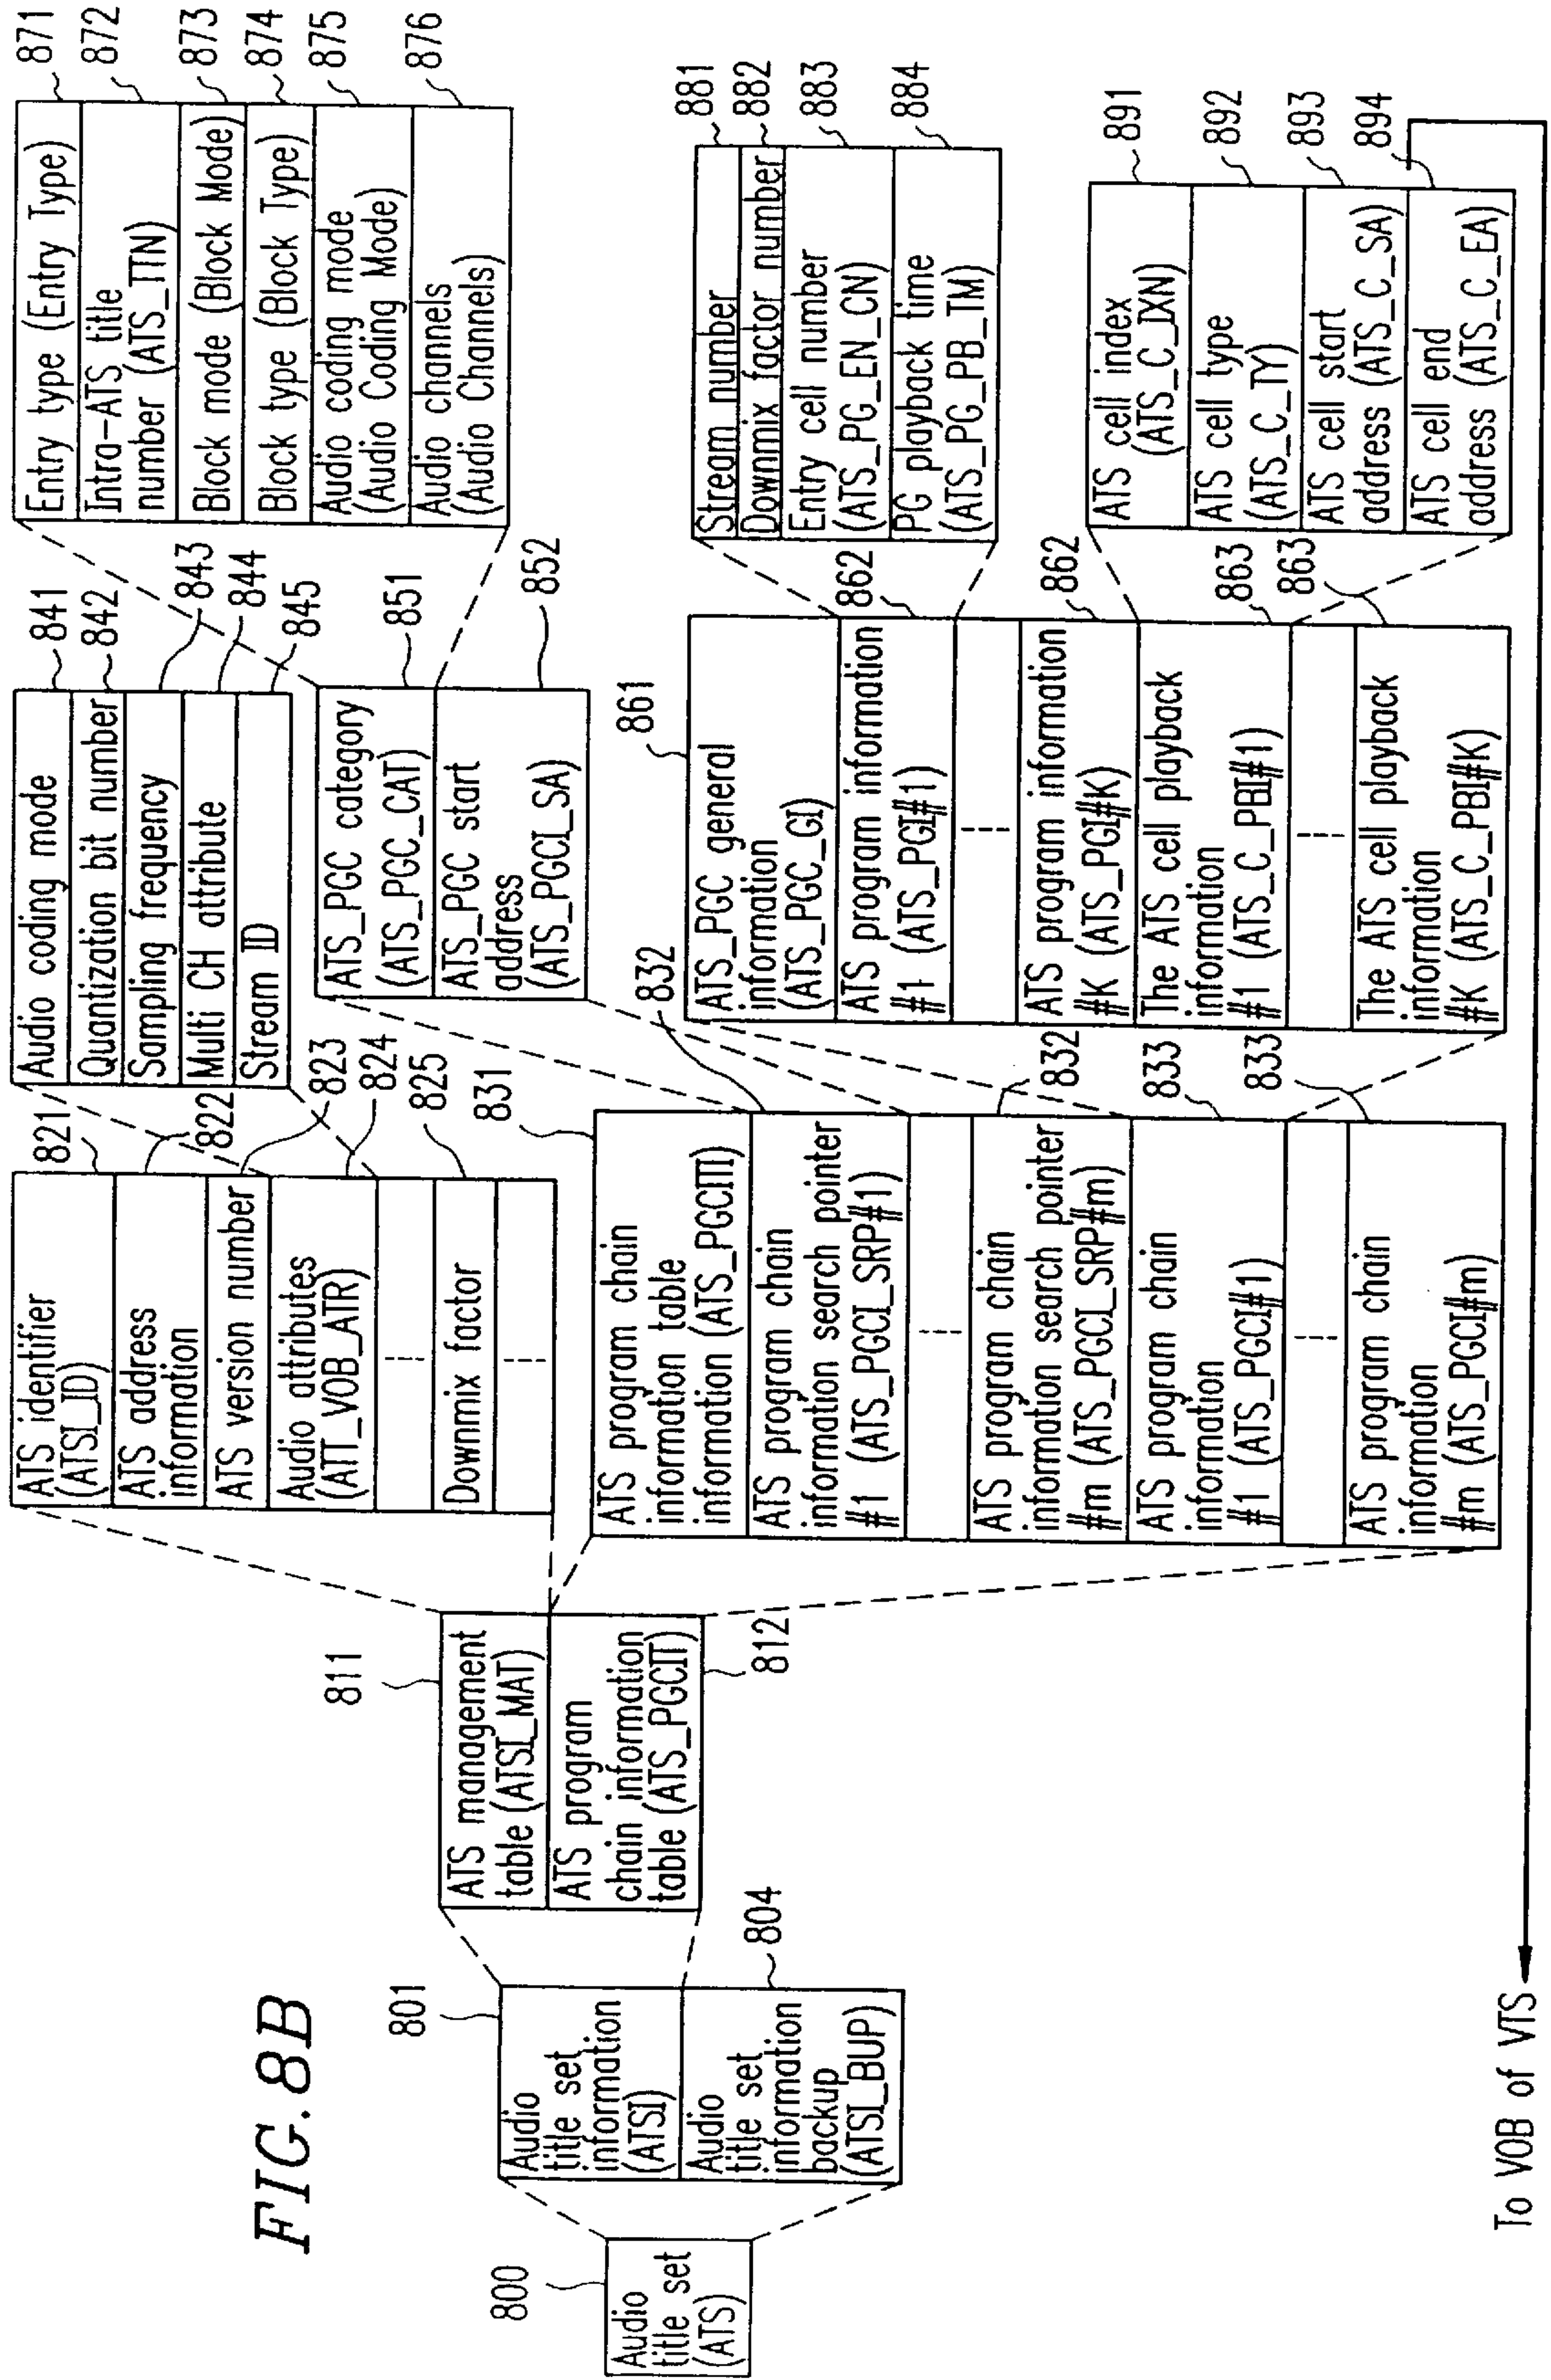 FIG. 8B
800
Audio
title set
(ATS)
801
Audio
title set
information
(ATSI)
804
Audio
title set
information
backup
(ATSI_BUP)
811
ATS management
table (ATSI_MAT)
ATS program
chain information
table (ATS_PGCIT)
812
821
ATS identifier
(ATSI_ID)
822
ATS address
information
823
ATS version number
824
Audio attributes
(ATT_VOB_ATR)
825
Downmix factor
831
ATS program chain
information table
information (ATS_PGCITI)
832
ATS program chain
information search pointer
#1 (ATS_PGCI_SRP#1)
832
ATS program chain
information search pointer
#m (ATS_PGCI_SRP#m)
833
ATS program chain
information
#1 (ATS_PGCI#1)
833
ATS program chain
information
#m (ATS_PGCI#m)
841
Audio coding mode
842
Quantization bit number
843
Sampling frequency
844
Multi CH attribute
845
Stream ID
851
ATS_PGC category
(ATS_PGC_CAT)
852
ATS_PGC start
address
(ATS_PGCI_SA)
861
ATS_PGC general
information
(ATS_PGC_GI)
862
ATS program information
#1 (ATS_PGI#1)
862
ATS program information
#K (ATS_PGI#K)
863
The ATS cell playback
information
#1 (ATS_C_PBI#1)
863
The ATS cell playback
information
#K (ATS_C_PBI#K)
871
Entry type (Entry Type)
872
Intra-ATS title
number (ATS_TTN)
873
Block mode (Block Mode)
874
Block type (Block Type)
875
Audio coding mode
(Audio Coding Mode)
876
Audio channels
(Audio Channels)
881
Stream number
882
Downmix factor number
883
Entry cell number
(ATS_PG_EN_CN)
884
PG playback time
(ATS_PG_PB_TM)
891
ATS cell index
(ATS_C_IXN)
892
ATS cell type
(ATS_C_TY)
893
ATS cell start
address (ATS_C_SA)
894
ATS cell end
address (ATS_C_EA)
To VOB of VTS